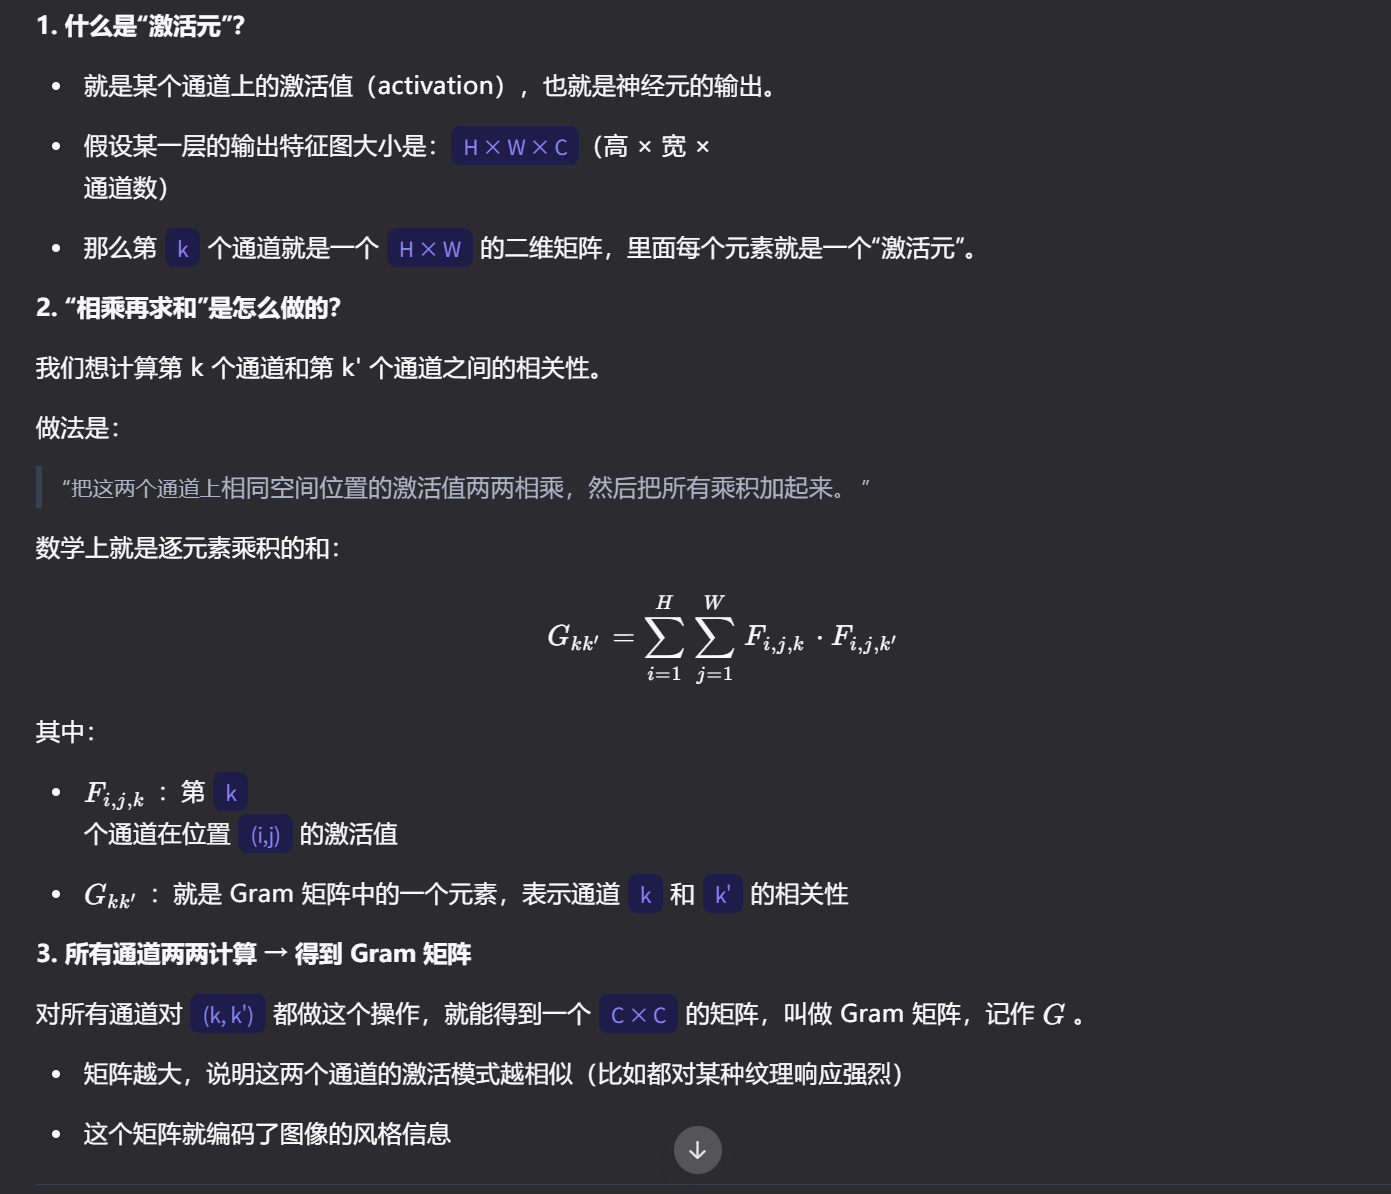 1. 什么是“激活元”?
• 就是某个通道上的激活值（activation），也就是神经元的输出。
• 假设某一层的输出特征图大小是： H × W × C （高 × 宽 ×
通道数）
• 那么第 k 个通道就是一个 H × W 的二维矩阵，里面每个元素就是一个“激活元”。
2. “相乘再求和”是怎么做的?
我们想计算第 k 个通道和第 k' 个通道之间的相关性。
做法是：
“把这两个通道上相同空间位置的激活值两两相乘，然后把所有乘积加起来。”
数学上就是逐元素乘积的和：
$G_{kk'} = \sum_{i=1}^{H} \sum_{j=1}^{W} F_{i,j,k} \cdot F_{i,j,k'}$
其中：
• $F_{i,j,k}$ ：第 k
个通道在位置 (i,j) 的激活值
• $G_{kk'}$ ：就是 Gram 矩阵中的一个元素，表示通道 k 和 k' 的相关性
3. 所有通道两两计算 → 得到 Gram 矩阵
对所有通道对 (k, k') 都做这个操作，就能得到一个 C × C 的矩阵，叫做 Gram 矩阵，记作 G 。
• 矩阵越大，说明这两个通道的激活模式越相似（比如都对某种纹理响应强烈）
• 这个矩阵就编码了图像的风格信息